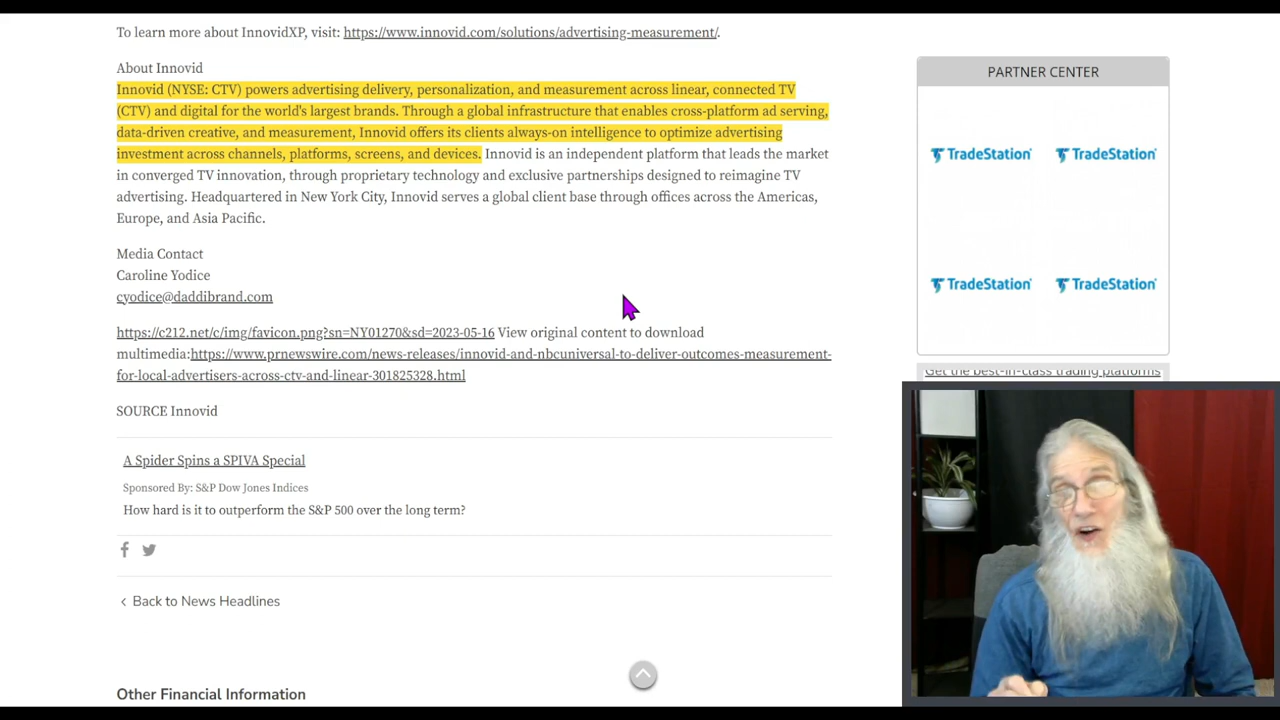 To learn more about InnovidXP, visit: https://www.innovid.com/solutions/advertising-measurement/.
About Innovid
Innovid (NYSE: CTV) powers advertising delivery, personalization, and measurement across linear, connected TV
(CTV) and digital for the world's largest brands. Through a global infrastructure that enables cross-platform ad serving,
data-driven creative, and measurement, Innovid offers its clients always-on intelligence to optimize advertising
investment across channels, platforms, screens, and devices. Innovid is an independent platform that leads the market
in converged TV innovation, through proprietary technology and exclusive partnerships designed to reimagine TV
advertising. Headquartered in New York City, Innovid serves a global client base through offices across the Americas,
Europe, and Asia Pacific.
Media Contact
Caroline Yodice
cyodice@daddibrand.com
https://c212.net/c/img/favicon.png?sn=NY01270&sd=2023-05-16 View original content to download
multimedia:https://www.prnewswire.com/news-releases/innovid-and-nbcuniversal-to-deliver-outcomes-measurement-
for-local-advertisers-across-ctv-and-linear-301825328.html
SOURCE Innovid
A Spider Spins a SPIVA Special
Sponsored By: S&P Dow Jones Indices
How hard is it to outperform the S&P 500 over the long term?
Back to News Headlines
Other Financial Information
PARTNER CENTER
TradeStation TradeStation
TradeStation TradeStation
Get the best-in-class trading platforms